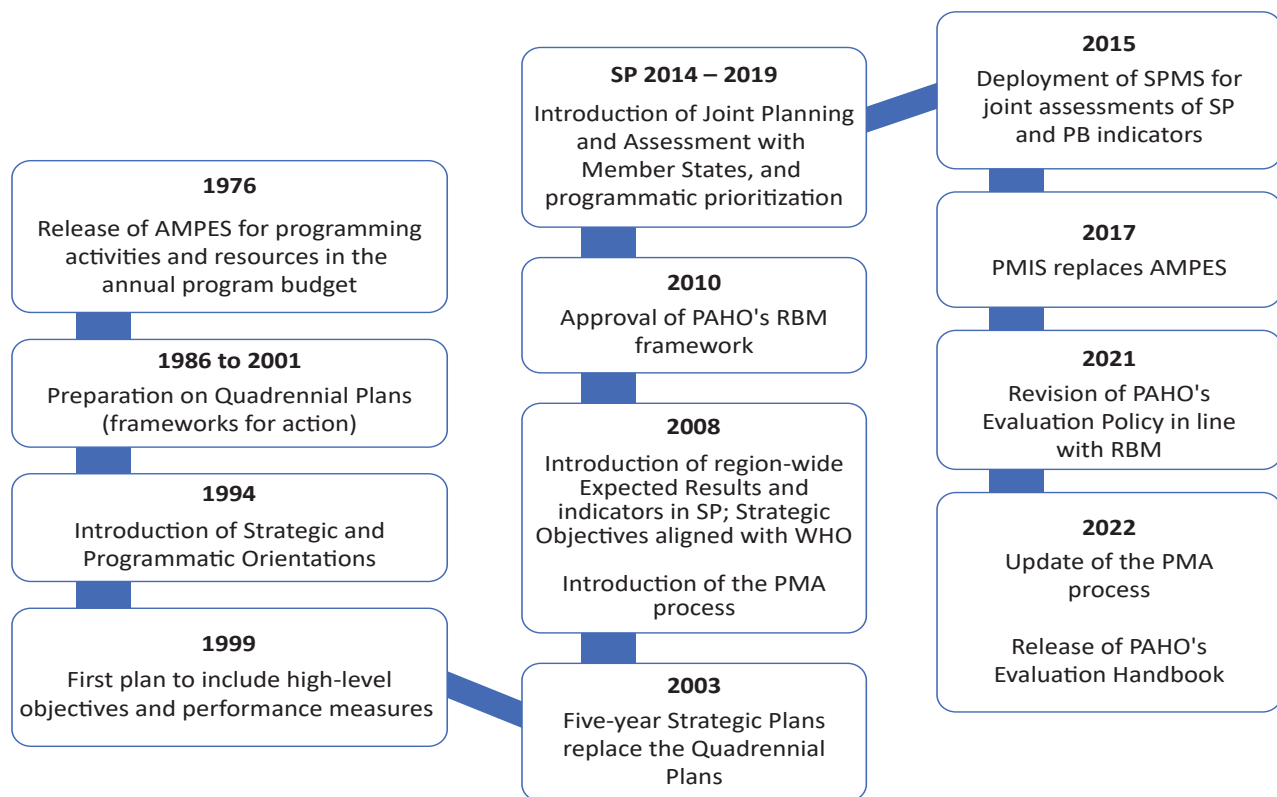 1976
Release of AMPES for programming
activities and resources in the
annual program budget
1986 to 2001
Preparation on Quadrennial Plans
(frameworks for action)
1994
Introduction of Strategic and
Programmatic Orientations
1999
First plan to include high-level
objectives and performance measures
2003
Five-year Strategic Plans
replace the Quadrennial
Plans
2008
Introduction of region-wide
Expected Results and
indicators in SP; Strategic
Objectives aligned with WHO
Introduction of the PMA
process
2010
Approval of PAHO's RBM
framework
SP 2014 – 2019
Introduction of Joint Planning
and Assessment with
Member States, and
programmatic prioritization
2015
Deployment of SPMS for
joint assessments of SP
and PB indicators
2017
PMIS replaces AMPES
2021
Revision of PAHO's
Evaluation Policy in line
with RBM
2022
Update of the PMA
process
Release of PAHO's
Evaluation Handbook